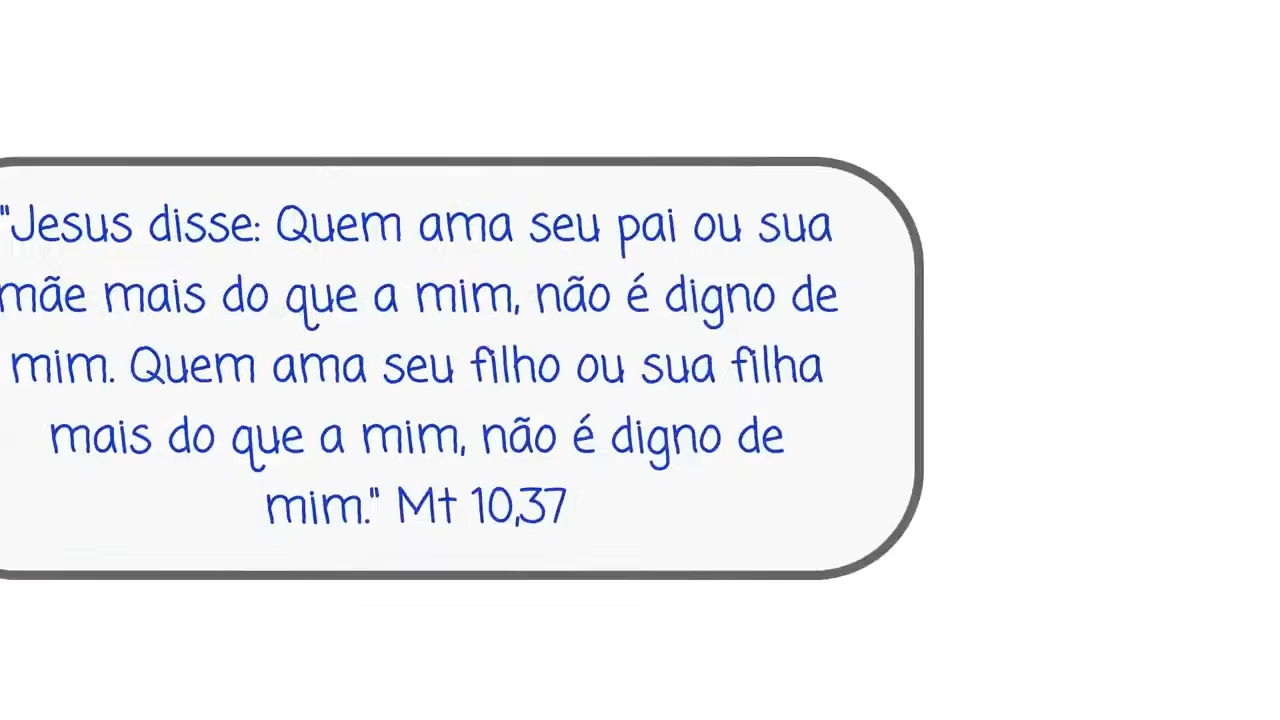 "Jesus disse: Quem ama seu pai ou sua
mãe mais do que a mim, não é digno de
mim. Quem ama seu filho ou sua filha
mais do que a mim, não é digno de
mim." Mt 10,37